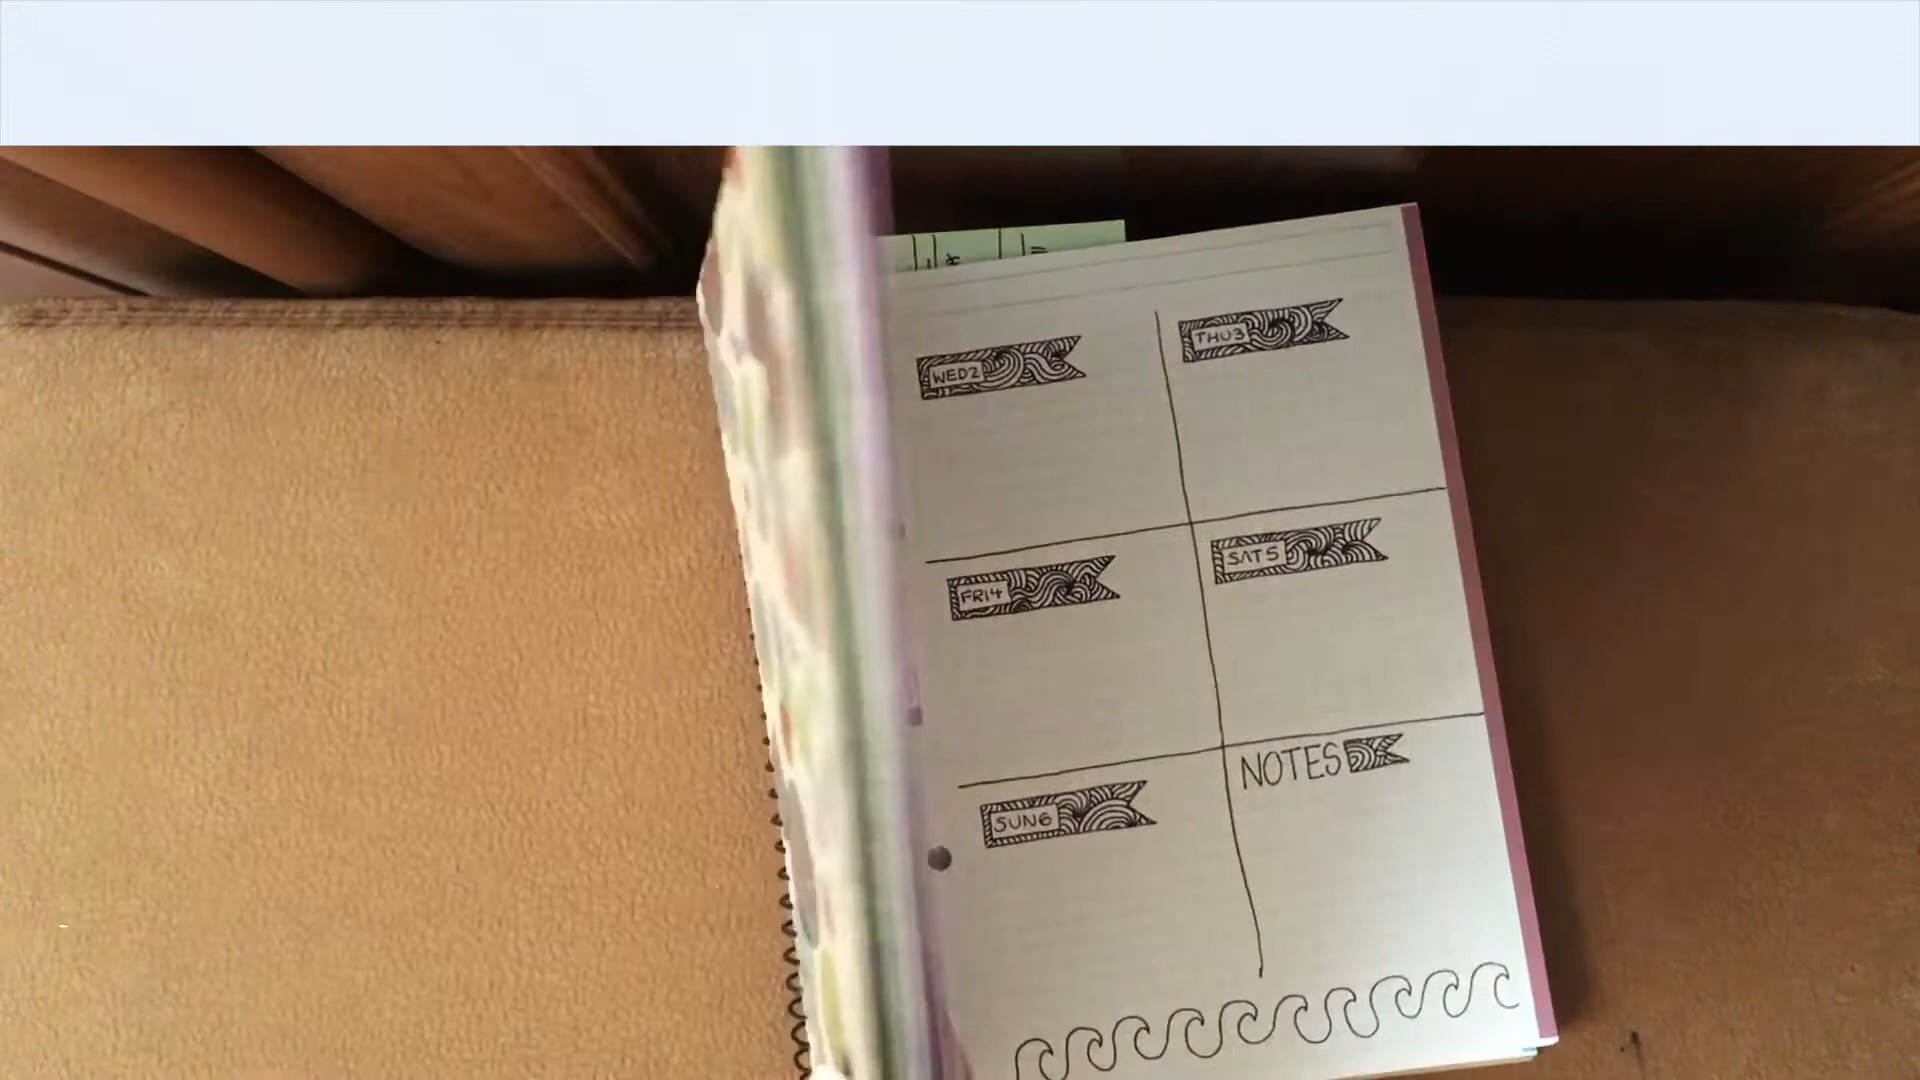 WED2
THU3
FRI4
SAT5
SUN6
NOTES